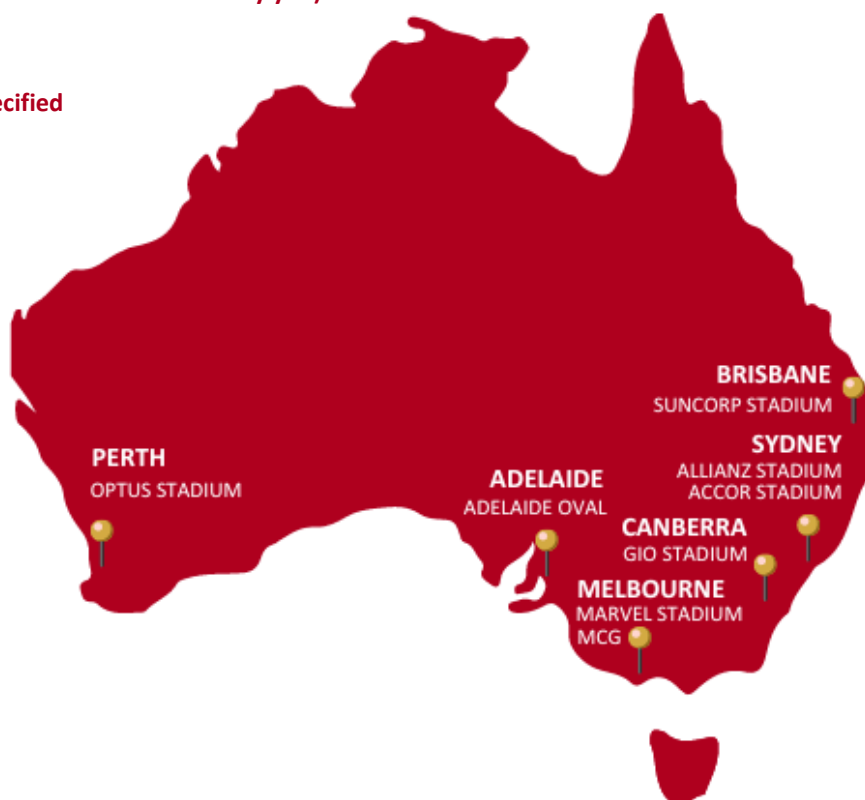 ecified
BRISBANE
SUNCORP STADIUM
SYDNEY
ALLIANZ STADIUM
ACCOR STADIUM
PERTH
OPTUS STADIUM
ADELAIDE
ADELAIDE OVAL
CANBERRA
GIO STADIUM
MELBOURNE
MARVEL STADIUM
MCG